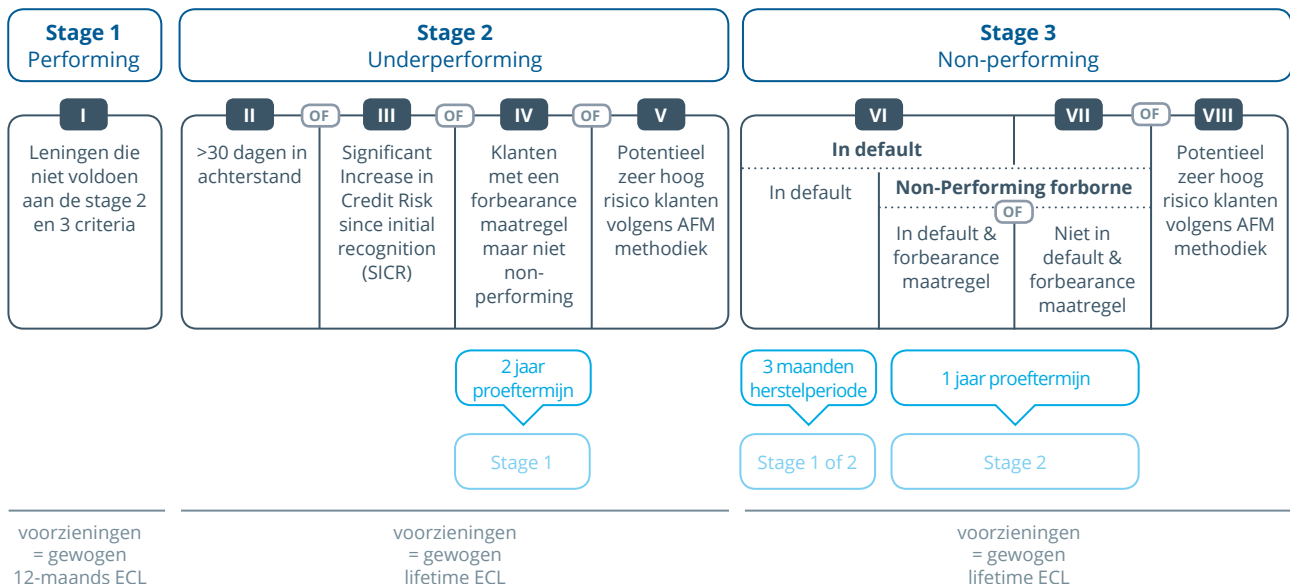 Stage 1
Performing
Stage 2
Underperforming
Stage 3
Non-performing
I
Leningen die
niet voldoen
aan de stage 2
en 3 criteria
II
>30 dagen in
achterstand
OF
III
Significant
Increase in
Credit Risk
since initial
recognition
(SICR)
OF
IV
Klanten
met een
forbearance
maatregel
maar niet
non-
performing
OF
V
Potentieel
zeer hoog
risico klanten
volgens AFM
methodiek
VI
VII
In default
In default
Non-Performing forborne
In default &
forbearance
maatregel
OF
Niet in
default &
forbearance
maatregel
OF
VIII
Potentieel
zeer hoog
risico klanten
volgens AFM
methodiek
2 jaar
proeftermijn
Stage 1
3 maanden
herstelperiode
Stage 1 of 2
1 jaar proeftermijn
Stage 2
voorzieningen
= gewogen
12-maands ECL
voorzieningen
= gewogen
lifetime ECL
voorzieningen
= gewogen
lifetime ECL